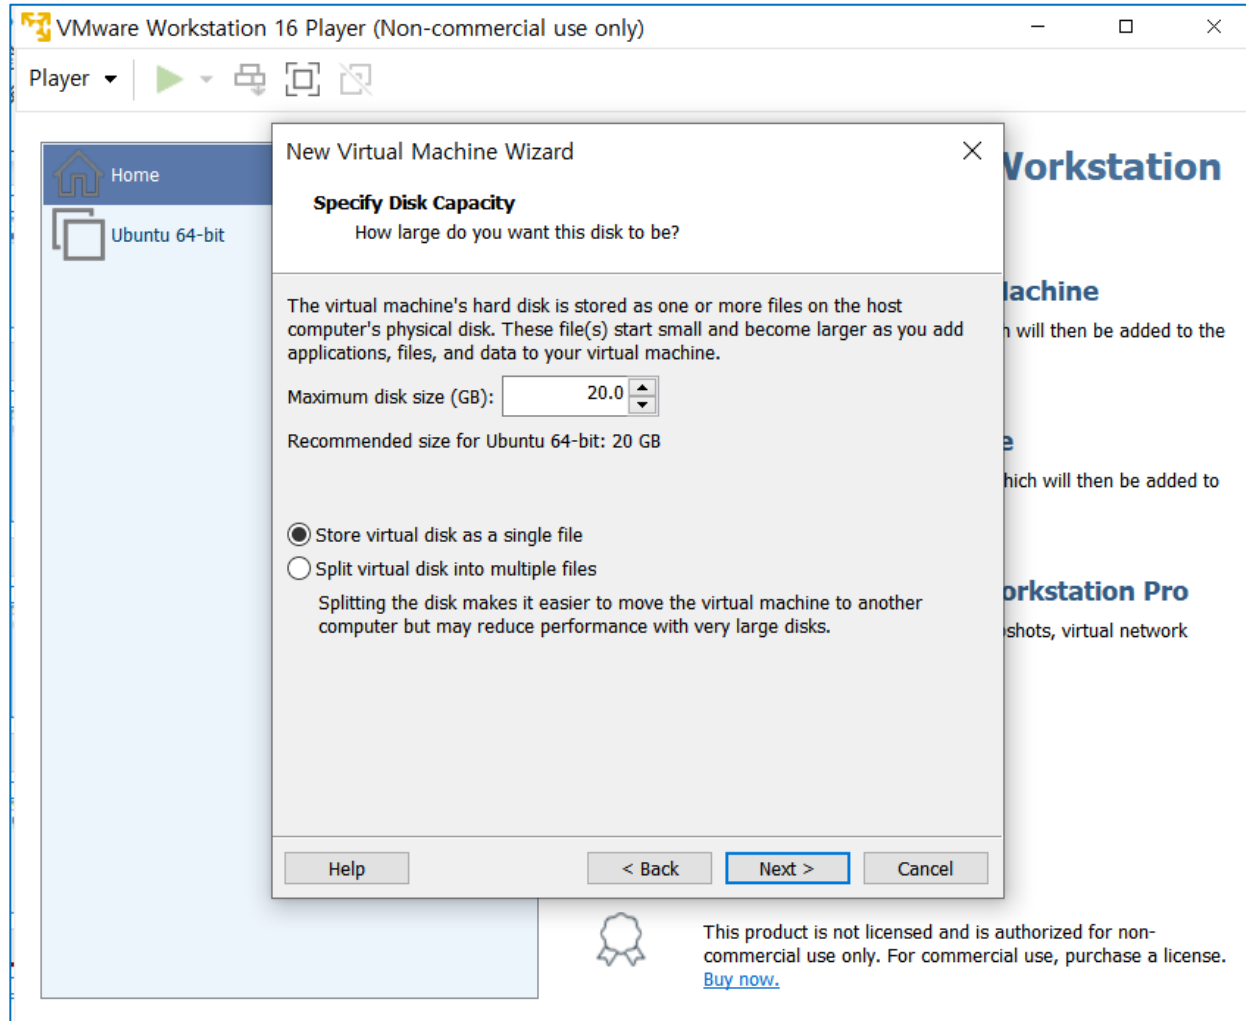 VMware Workstation 16 Player (Non-commercial use only)
Player
Home
Ubuntu 64-bit
New Virtual Machine Wizard
Specify Disk Capacity
How large do you want this disk to be?
The virtual machine's hard disk is stored as one or more files on the host
computer's physical disk. These file(s) start small and become larger as you add
applications, files, and data to your virtual machine.
Maximum disk size (GB): 20.0
Recommended size for Ubuntu 64-bit: 20 GB
Store virtual disk as a single file
Split virtual disk into multiple files
Splitting the disk makes it easier to move the virtual machine to another
computer but may reduce performance with very large disks.
Help
< Back
Next >
Cancel
Workstation
will then be added to the
will then be added to
Pro
virtual network
This product is not licensed and is authorized for non-
commercial use only. For commercial use, purchase a license.
Buy now.